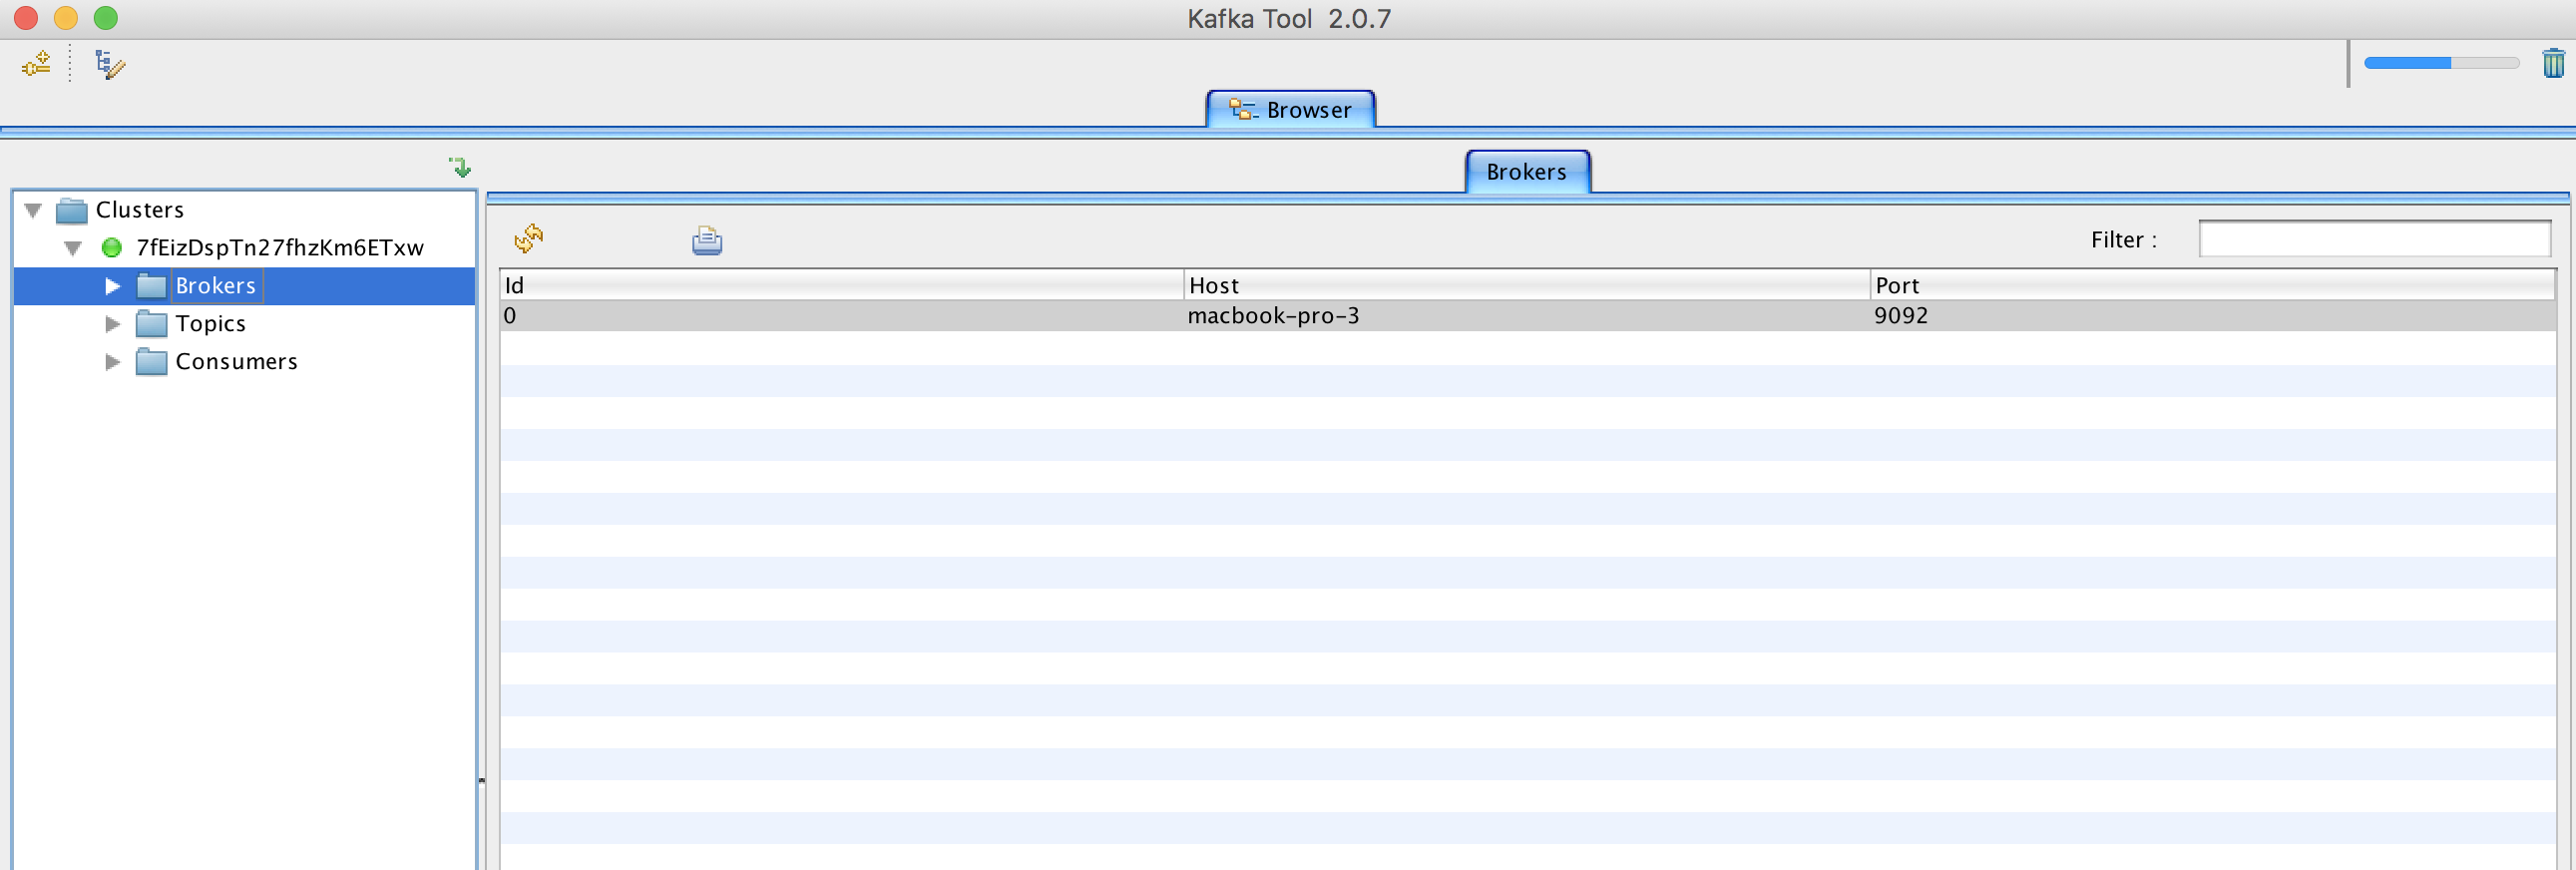 Kafka Tool 2.0.7
Browser
Brokers
Clusters
7fEizDspTn27fhzKm6ETxw
Brokers
Topics
Consumers
Filter :
Id Host Port
0 macbook-pro-3 9092